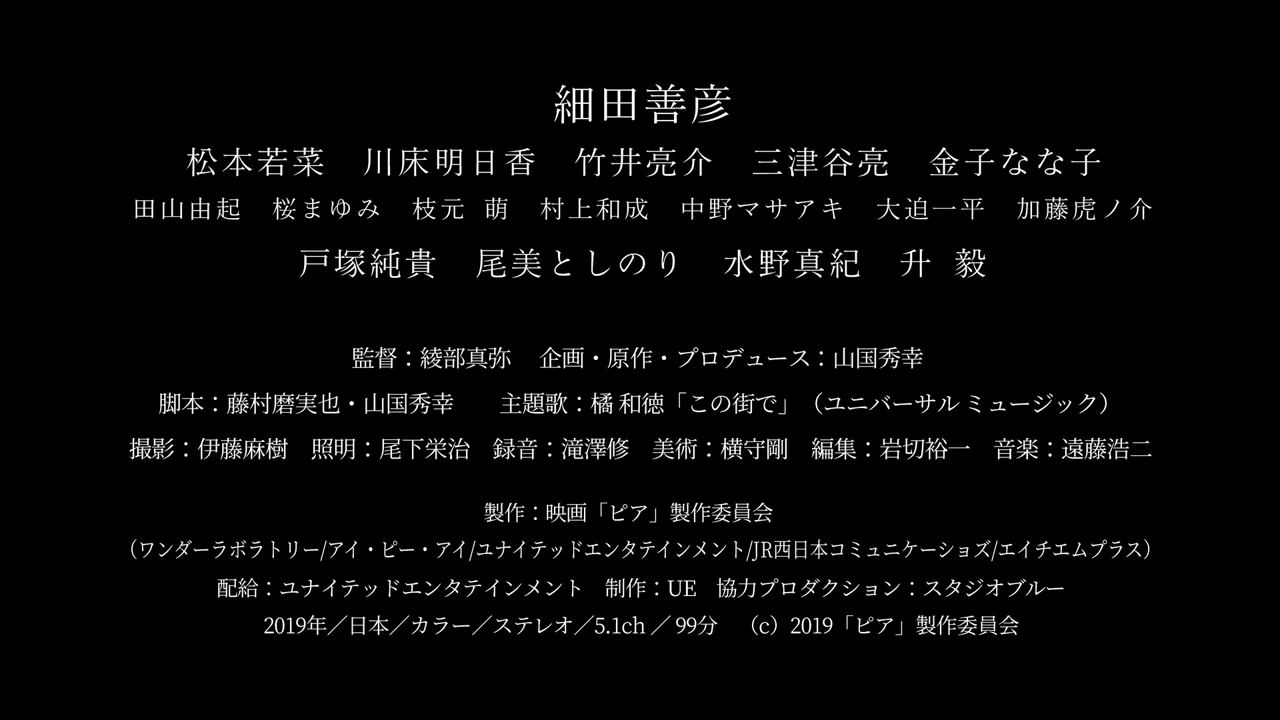 細田善彦
松本若菜　川床明日香　竹井亮介　三津谷亮　金子なな子
田山由起　桜まゆみ　枝元 萌　村上和成　中野マサアキ　大迫一平　加藤虎ノ介
戸塚純貴　尾美としのり　水野真紀　升 毅
監督：綾部真弥　企画・原作・プロデュース：山国秀幸
脚本：藤村磨実也・山国秀幸　主題歌：橘 和徳「この街で」（ユニバーサル ミュージック）
撮影：伊藤麻樹　照明：尾下栄治　録音：滝澤修　美術：横守剛　編集：岩切裕一　音楽：遠藤浩二
製作：映画「ピア」製作委員会
（ワンダーラボラトリー/アイ・ピー・アイ/ユナイテッドエンタテインメント/JR西日本コミュニケーションズ/エイチエムプラス）
配給：ユナイテッドエンタテインメント　制作：UE　協力プロダクション：スタジオブルー
2019年／日本／カラー／ステレオ／5.1ch ／ 99分　（c）2019「ピア」製作委員会